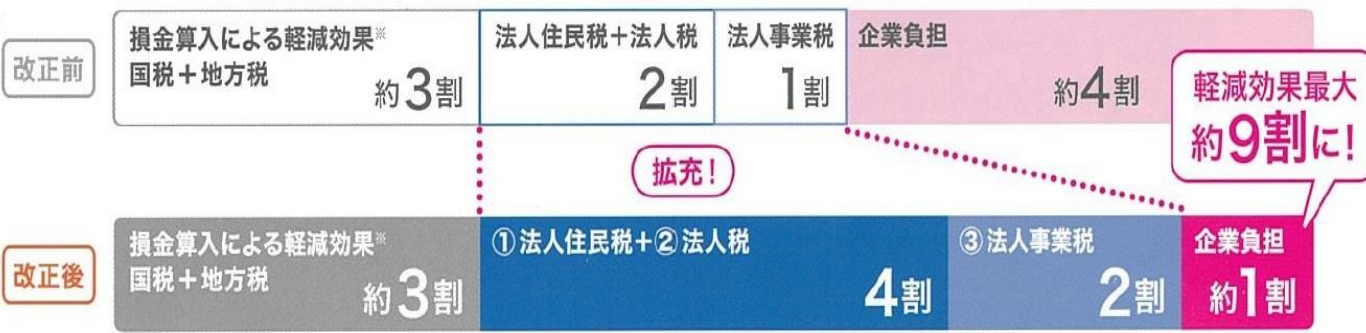 改正前
損金算入による軽減効果※
国税+地方税
約3割
法人住民税+法人税
2割
法人事業税
1割
企業負担
約4割
軽減効果最大
約9割に!
拡充!
改正後
損金算入による軽減効果※
国税+地方税
約3割
①法人住民税+②法人税
4割
③法人事業税
2割
企業負担
約1割